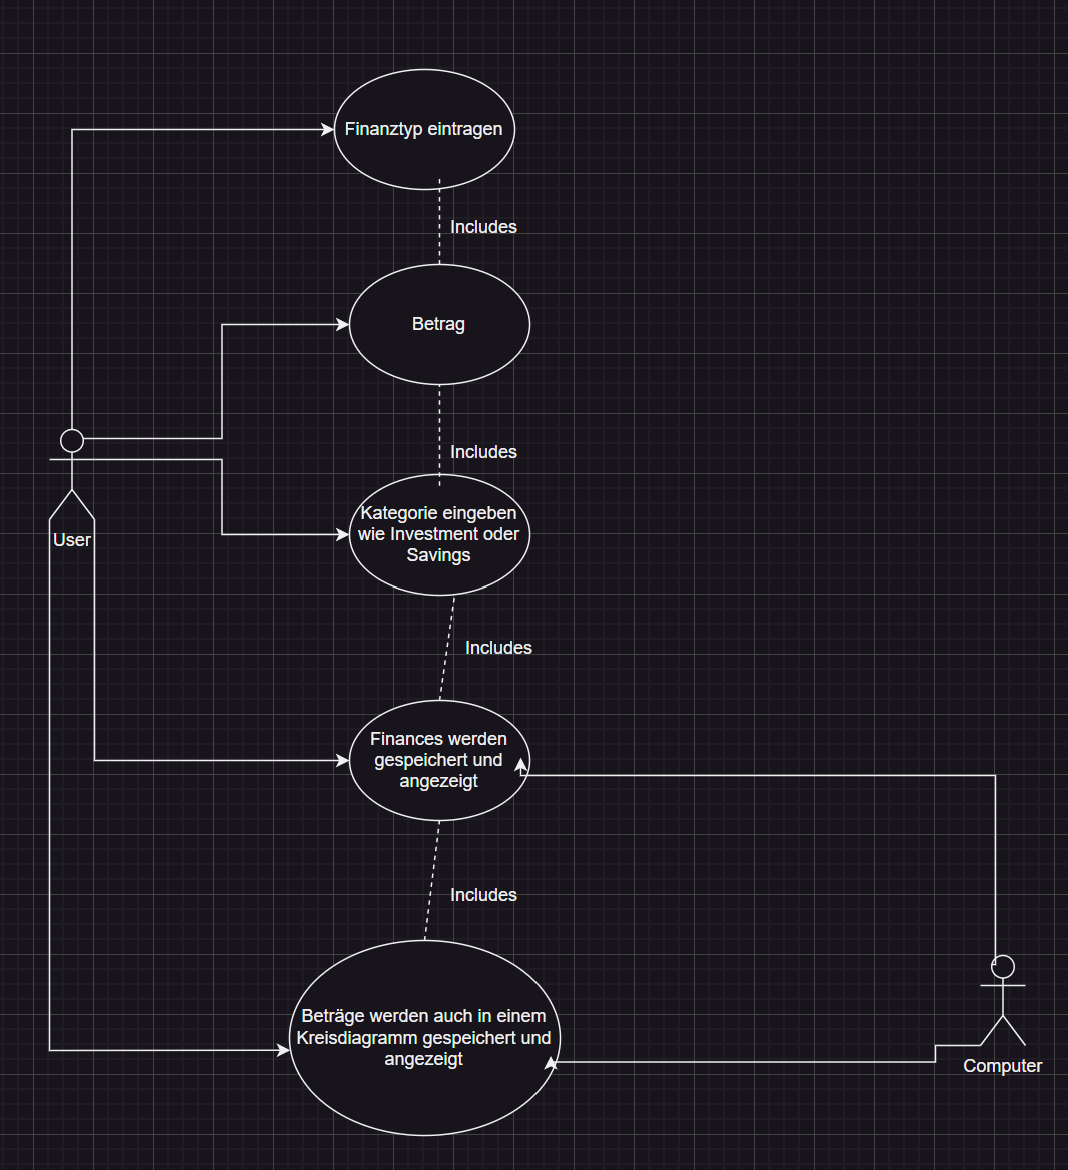 Finanztyp eintragen
Includes
Betrag
Includes
Kategorie eingeben
wie Investment oder
Savings
User
Includes
Finances werden
gespeichert und
angezeigt
Includes
Beträge werden auch in einem
Kreisdiagramm gespeichert und
angezeigt
Computer